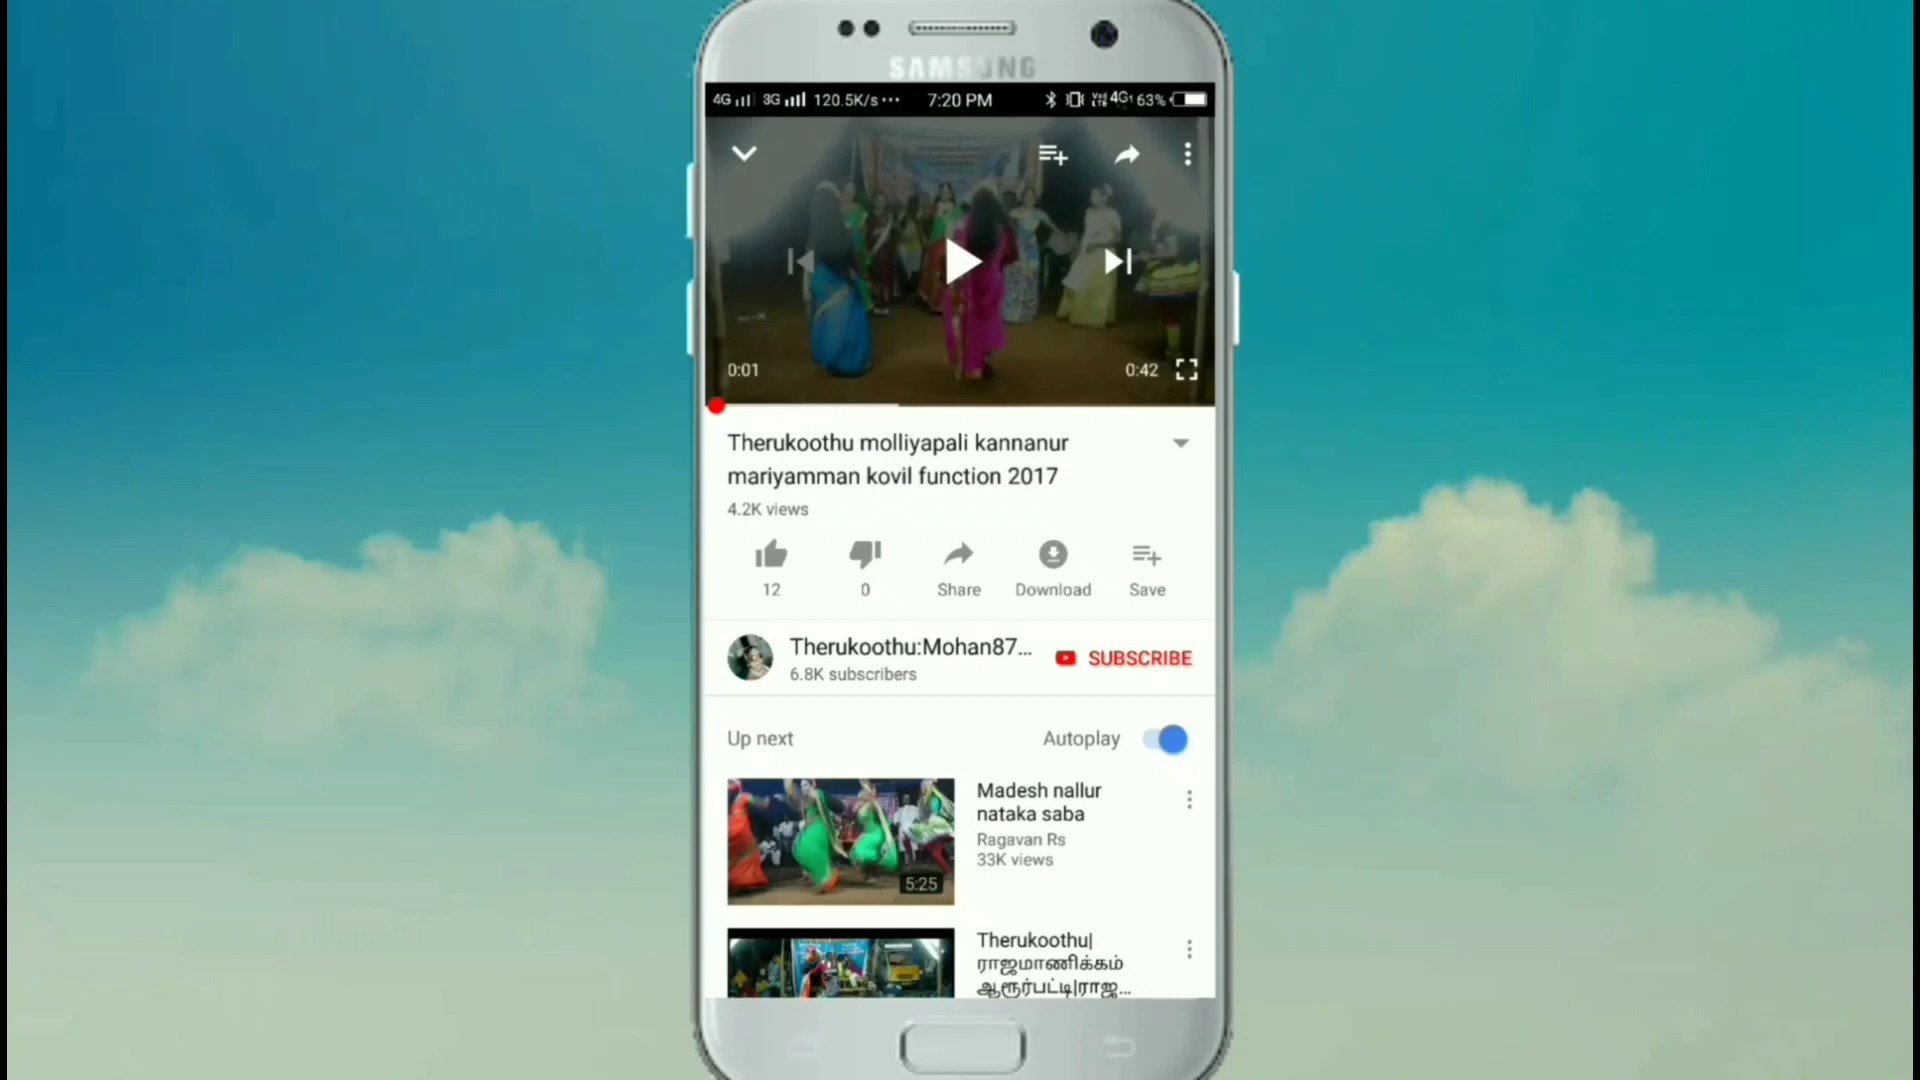 SAMSUNG
4G 3G 120.5K/s••• 7:20 PM 4G 63%
0:01 0:42
Therukoothu molliyapali kannanur
mariyamman kovil function 2017
4.2K views
12 0 Share Download Save
Therukoothu:Mohan87...
6.8K subscribers
SUBSCRIBE
Up next Autoplay
5:25
Madesh nallur
nataka saba
Ragavan Rs
33K views
Therukoothu|
ராஜமாணிக்கம்
ஆரூர்பட்டி|ராஜ...